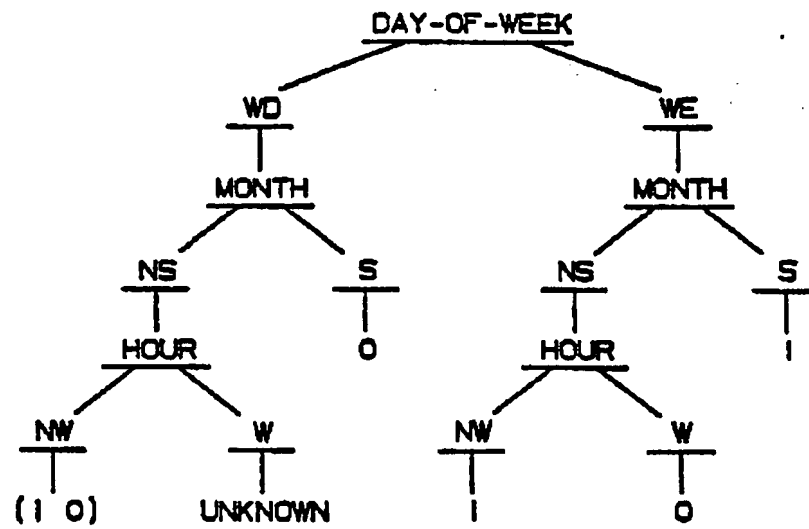 DAY-OF-WEEK
WD WE
MONTH MONTH
NS S NS S
HOUR 0 HOUR 1
NW W NW W
(1 0) UNKNOWN 1 0